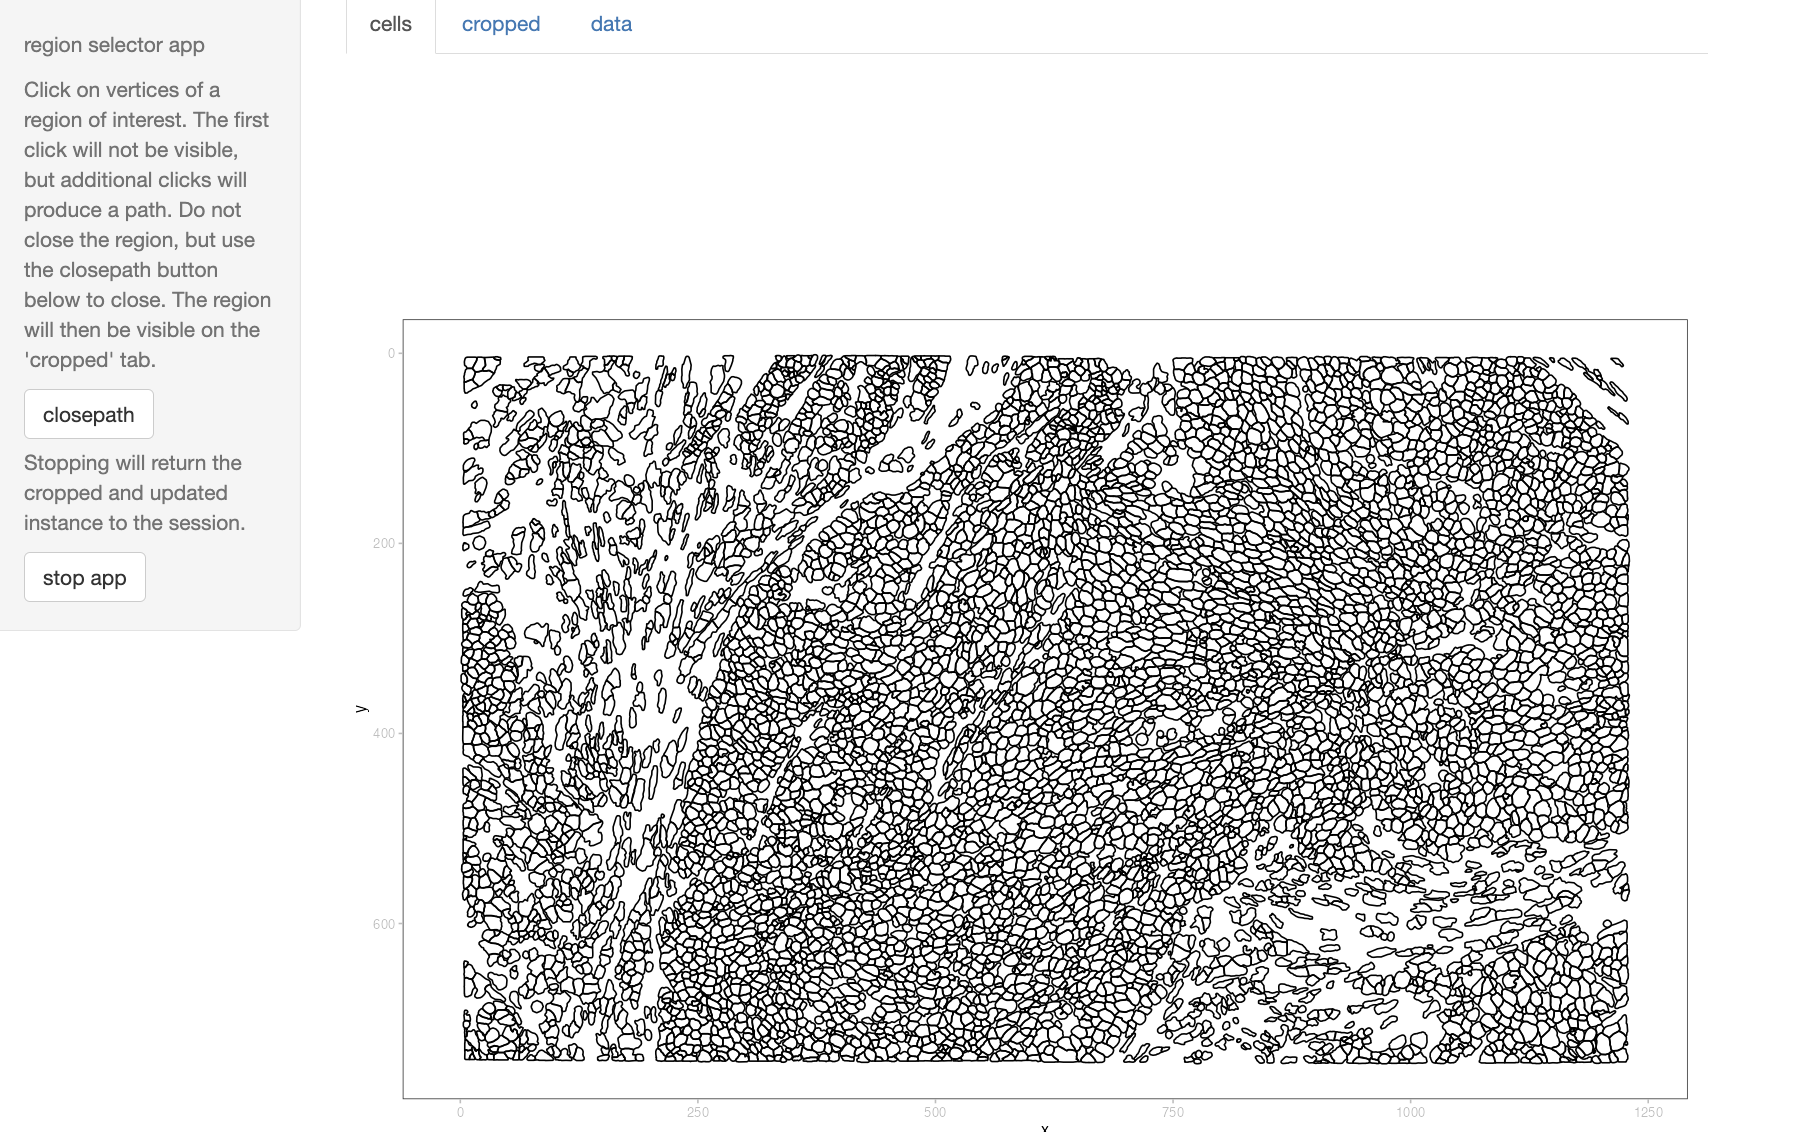 cells
cropped
data
region selector app
Click on vertices of a
region of interest. The first
click will not be visible,
but additional clicks will
produce a path. Do not
close the region, but use
the closepath button
below to close. The region
will then be visible on the
'cropped' tab.
closepath
Stopping will return the
cropped and updated
instance to the session.
stop app
0
200
400
600
y
0
250
500
750
1000
1250
x